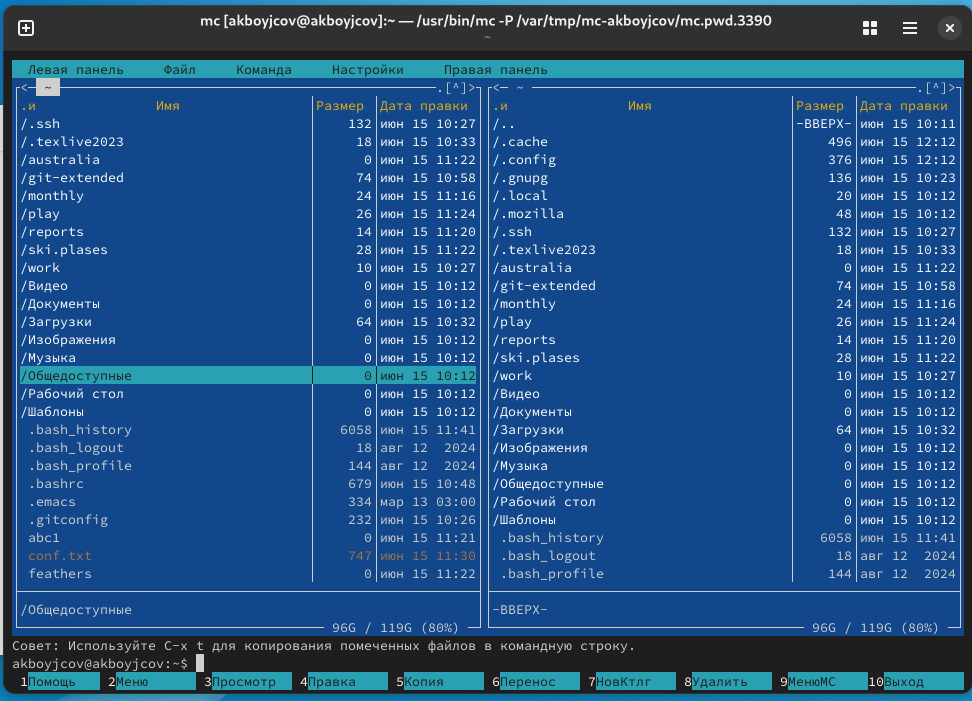 mc [akboyjcov@akboyjcov]:~ — /usr/bin/mc -P /var/tmp/mc-akboyjcov/mc.pwd.3390
~
Левая панель Файл Команда Настройки Правая панель
<─ ~ ─.[^]>
.и Имя Размер Дата правки
/.ssh 132 июн 15 10:27
/.texlive2023 18 июн 15 10:33
/australia 0 июн 15 11:22
/git-extended 74 июн 15 10:58
/monthly 24 июн 15 11:16
/play 26 июн 15 11:24
/reports 14 июн 15 11:20
/ski.plases 28 июн 15 11:22
/work 10 июн 15 10:27
/Видео 0 июн 15 10:12
/Документы 0 июн 15 10:12
/Загрузки 64 июн 15 10:32
/Изображения 0 июн 15 10:12
/Музыка 0 июн 15 10:12
/Общедоступные 0 июн 15 10:12
/Рабочий стол 0 июн 15 10:12
/Шаблоны 0 июн 15 10:12
.bash_history 6058 июн 15 11:41
.bash_logout 18 авг 12 2024
.bash_profile 144 авг 12 2024
.bashrc 679 июн 15 10:48
.emacs 334 мар 13 03:00
.gitconfig 232 июн 15 10:26
abc1 0 июн 15 11:21
conf.txt 747 июн 15 11:30
feathers 0 июн 15 11:22
/Общедоступные
96G / 119G (80%)
<─ ~ ─.[^]>
.и Имя Размер Дата правки
/.. -ВВЕРХ- июн 15 10:11
/.cache 496 июн 15 12:12
/.config 376 июн 15 12:12
/.gnupg 136 июн 15 10:23
/.local 20 июн 15 10:12
/.mozilla 48 июн 15 10:12
/.ssh 132 июн 15 10:27
/.texlive2023 18 июн 15 10:33
/australia 0 июн 15 11:22
/git-extended 74 июн 15 10:58
/monthly 24 июн 15 11:16
/play 26 июн 15 11:24
/reports 14 июн 15 11:20
/ski.plases 28 июн 15 11:22
/work 10 июн 15 10:27
/Видео 0 июн 15 10:12
/Документы 0 июн 15 10:12
/Загрузки 64 июн 15 10:32
/Изображения 0 июн 15 10:12
/Музыка 0 июн 15 10:12
/Общедоступные 0 июн 15 10:12
/Рабочий стол 0 июн 15 10:12
/Шаблоны 0 июн 15 10:12
.bash_history 6058 июн 15 11:41
.bash_logout 18 авг 12 2024
.bash_profile 144 авг 12 2024
-ВВЕРХ-
96G / 119G (80%)
Совет: Используйте C-x t для копирования помеченных файлов в командную строку.
akboyjcov@akboyjcov:~$
1Помощь 2Меню 3Просмотр 4Правка 5Копия 6Перенос 7НовКтлг 8Удалить 9МенюMC 10Выход